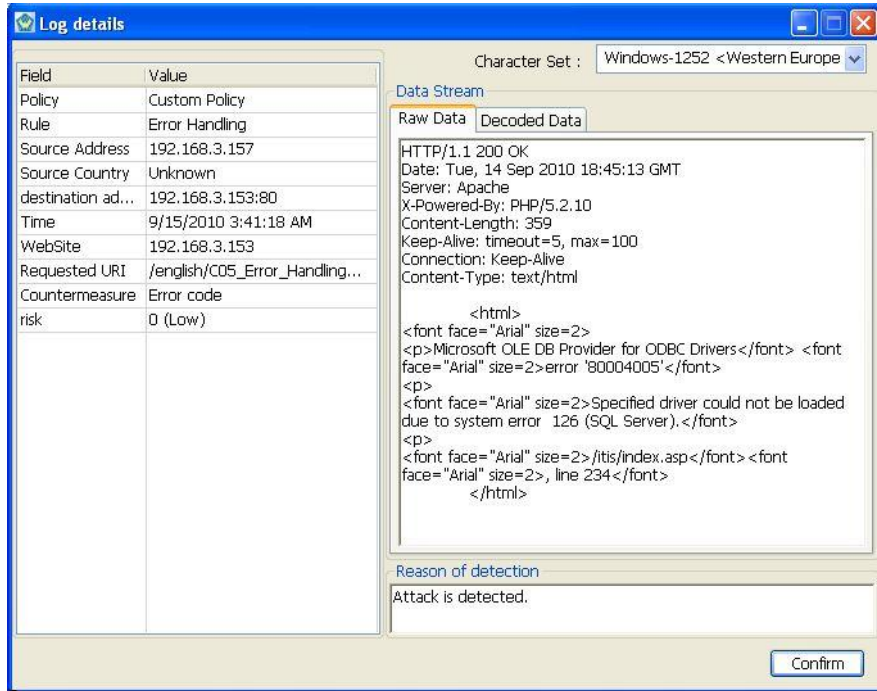 Log details
Field Value
Policy Custom Policy
Rule Error Handling
Source Address 192.168.3.157
Source Country Unknown
destination ad... 192.168.3.153:80
Time 9/15/2010 3:41:18 AM
WebSite 192.168.3.153
Requested URI /english/C05_Error_Handling...
Countermeasure Error code
risk 0 (Low)
Character Set : Windows-1252 <Western Europe
Data Stream
Raw Data Decoded Data
HTTP/1.1 200 OK
Date: Tue, 14 Sep 2010 18:45:13 GMT
Server: Apache
X-Powered-By: PHP/5.2.10
Content-Length: 359
Keep-Alive: timeout=5, max=100
Connection: Keep-Alive
Content-Type: text/html
<html>
<font face="Arial" size=2>
<p>Microsoft OLE DB Provider for ODBC Drivers</font> <font
face="Arial" size=2>error '80004005'</font>
<p>
<font face="Arial" size=2>Specified driver could not be loaded
due to system error  126 (SQL Server).</font>
<p>
<font face="Arial" size=2>/itis/index.asp</font><font
face="Arial" size=2>, line 234</font>
</html>
Reason of detection
Attack is detected.
Confirm